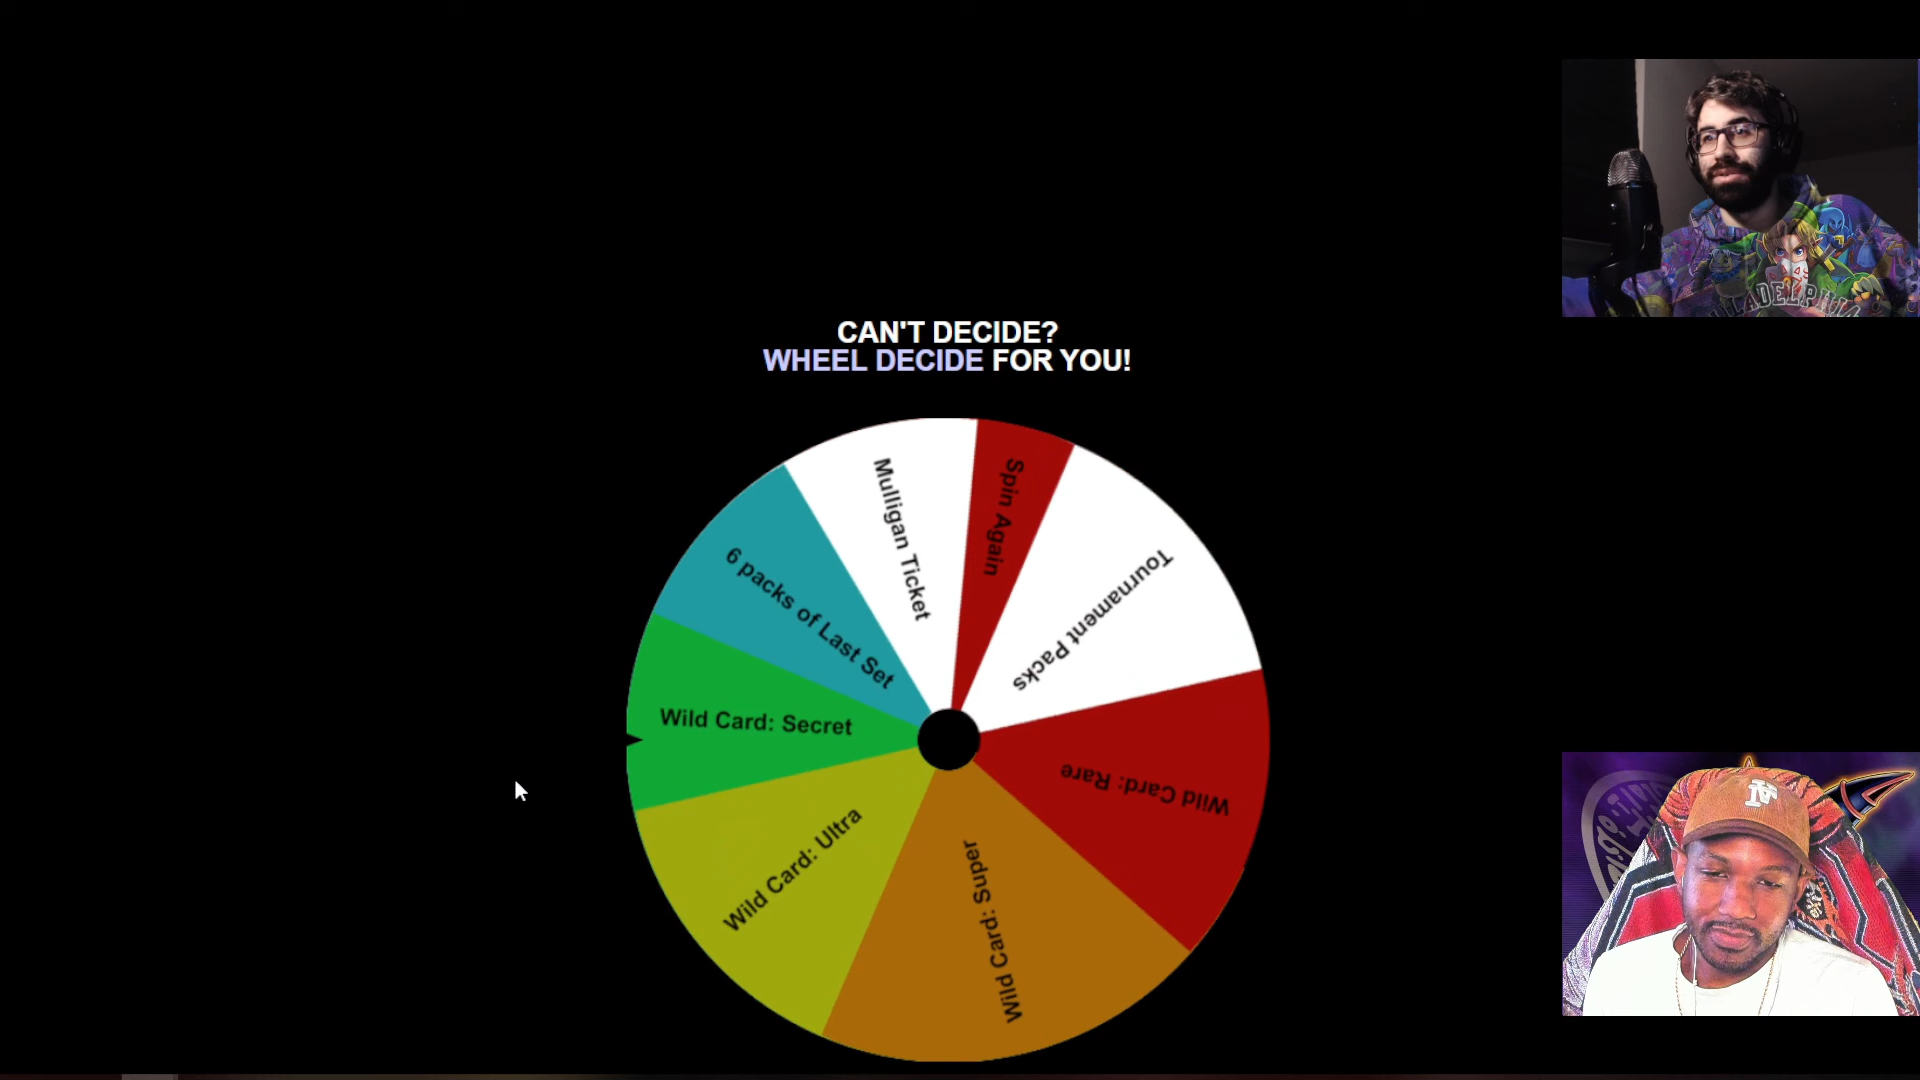 CAN'T DECIDE?
WHEEL DECIDE FOR YOU!
Spin Again
Mulligan Ticket
Tournament Packs
6 packs of Last Set
Wild Card: Secret
Wild Card: Rare
Wild Card: Ultra
Wild Card: Super